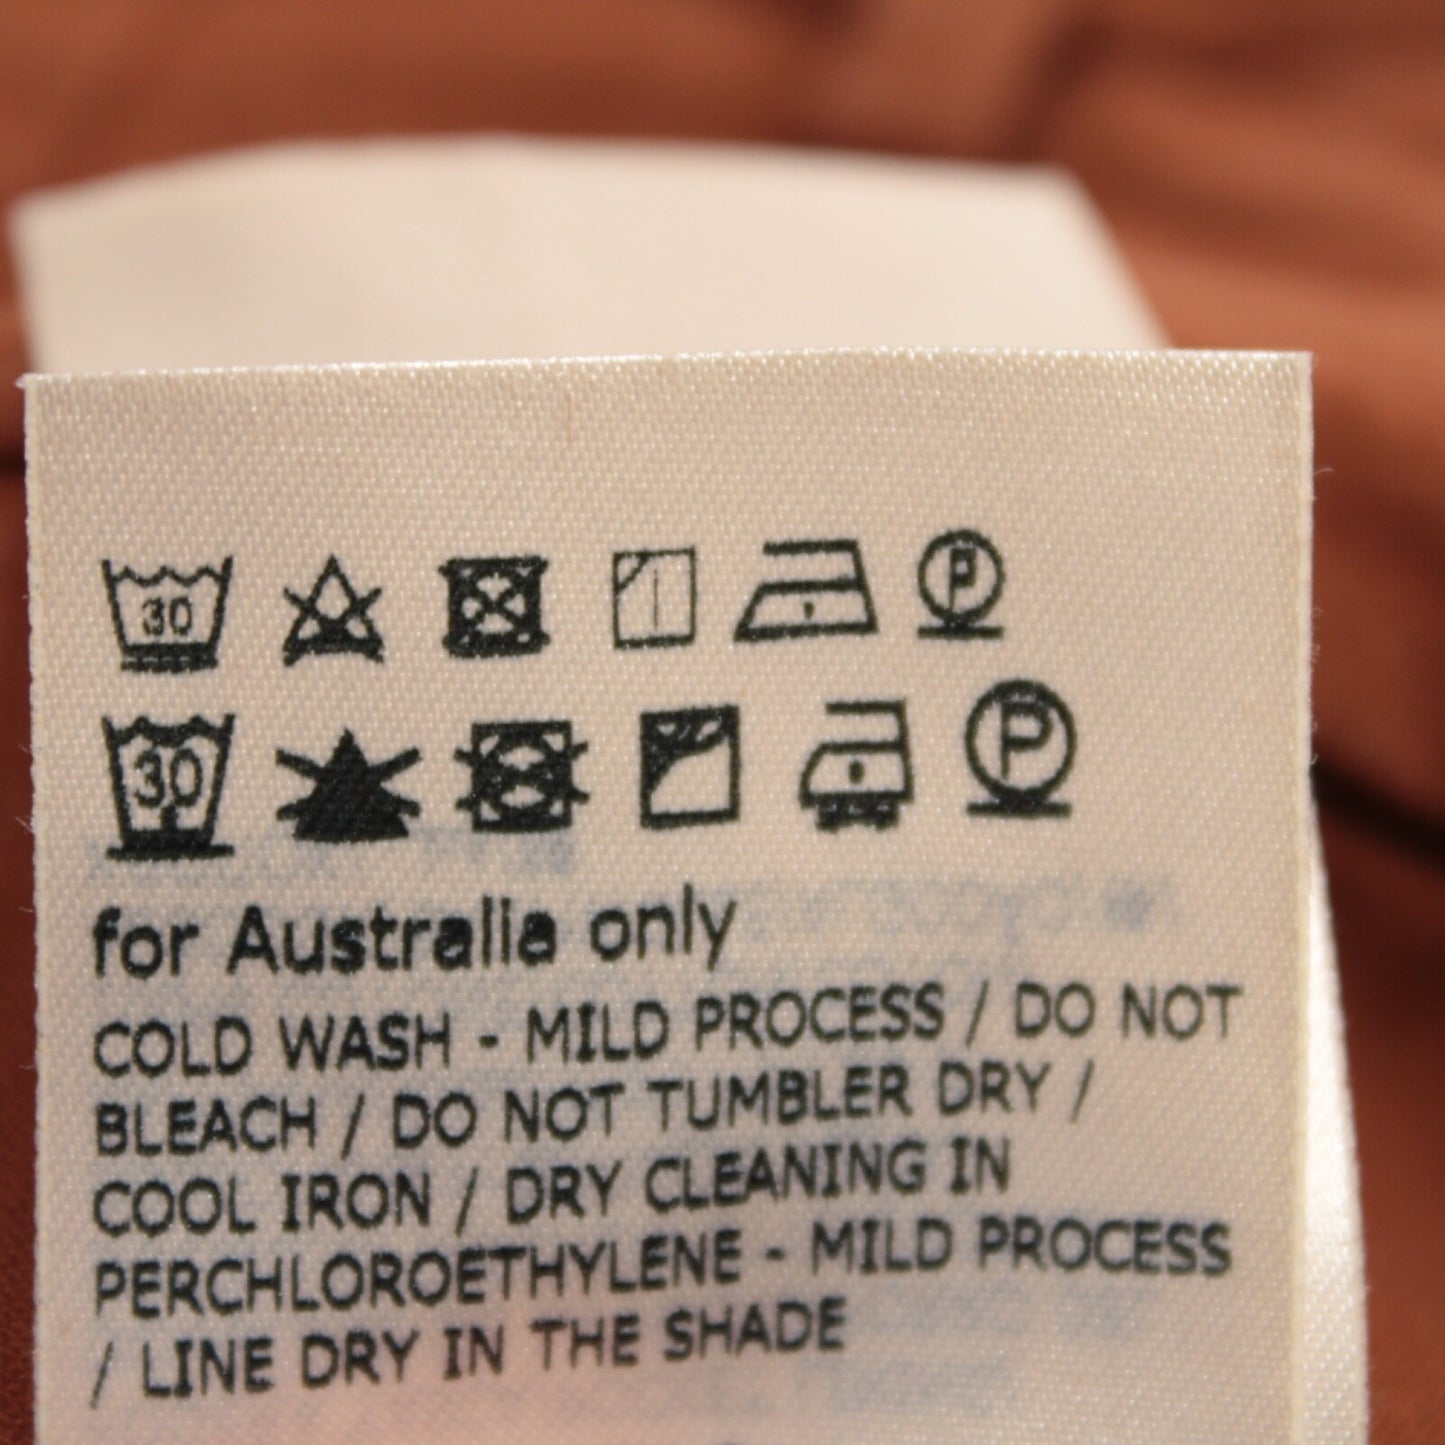 30 P
30 P
for Australia only
COLD WASH - MILD PROCESS / DO NOT
BLEACH / DO NOT TUMBLER DRY /
COOL IRON / DRY CLEANING IN
PERCHLOROETHYLENE - MILD PROCESS
/ LINE DRY IN THE SHADE